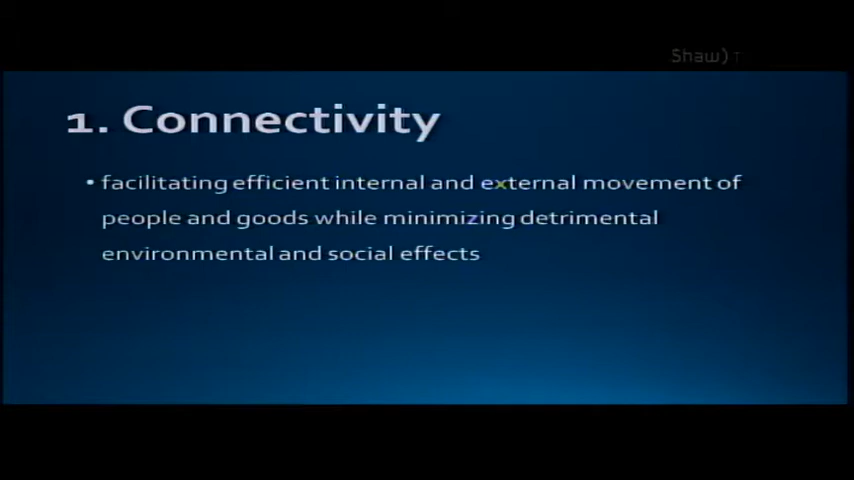 Shaw)
1. Connectivity
• facilitating efficient internal and external movement of
people and goods while minimizing detrimental
environmental and social effects